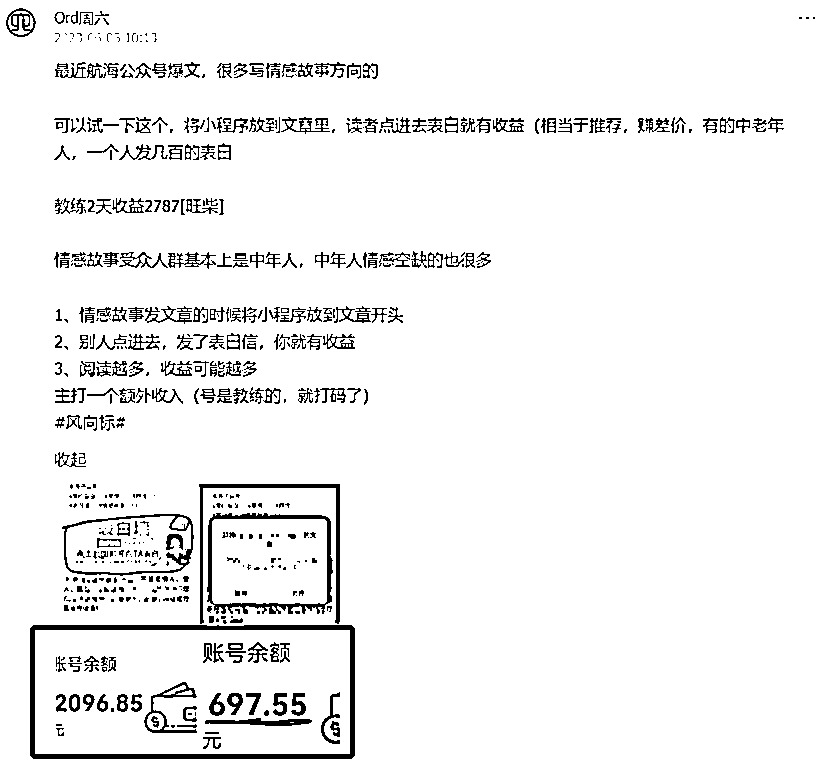 Ord周六
最近航海公众号爆文，很多写情感故事方向的
可以试一下这个，将小程序放到文章里，读者点进去表白就有收益（相当于推荐，赚差价，有的中老年
人，一个人发几百的表白
教练2天收益2787[旺柴]
情感故事受众人群基本上是中年人，中年人情感空缺的也很多
1、情感故事发文章的时候将小程序放到文章开头
2、别人点进去，发了表白信，你就有收益
3、阅读越多，收益可能越多
主打一个额外收入（号是教练的，就打码了）
#风向标#
收起
账号余额
2096.85
元
账号余额
697.55
元